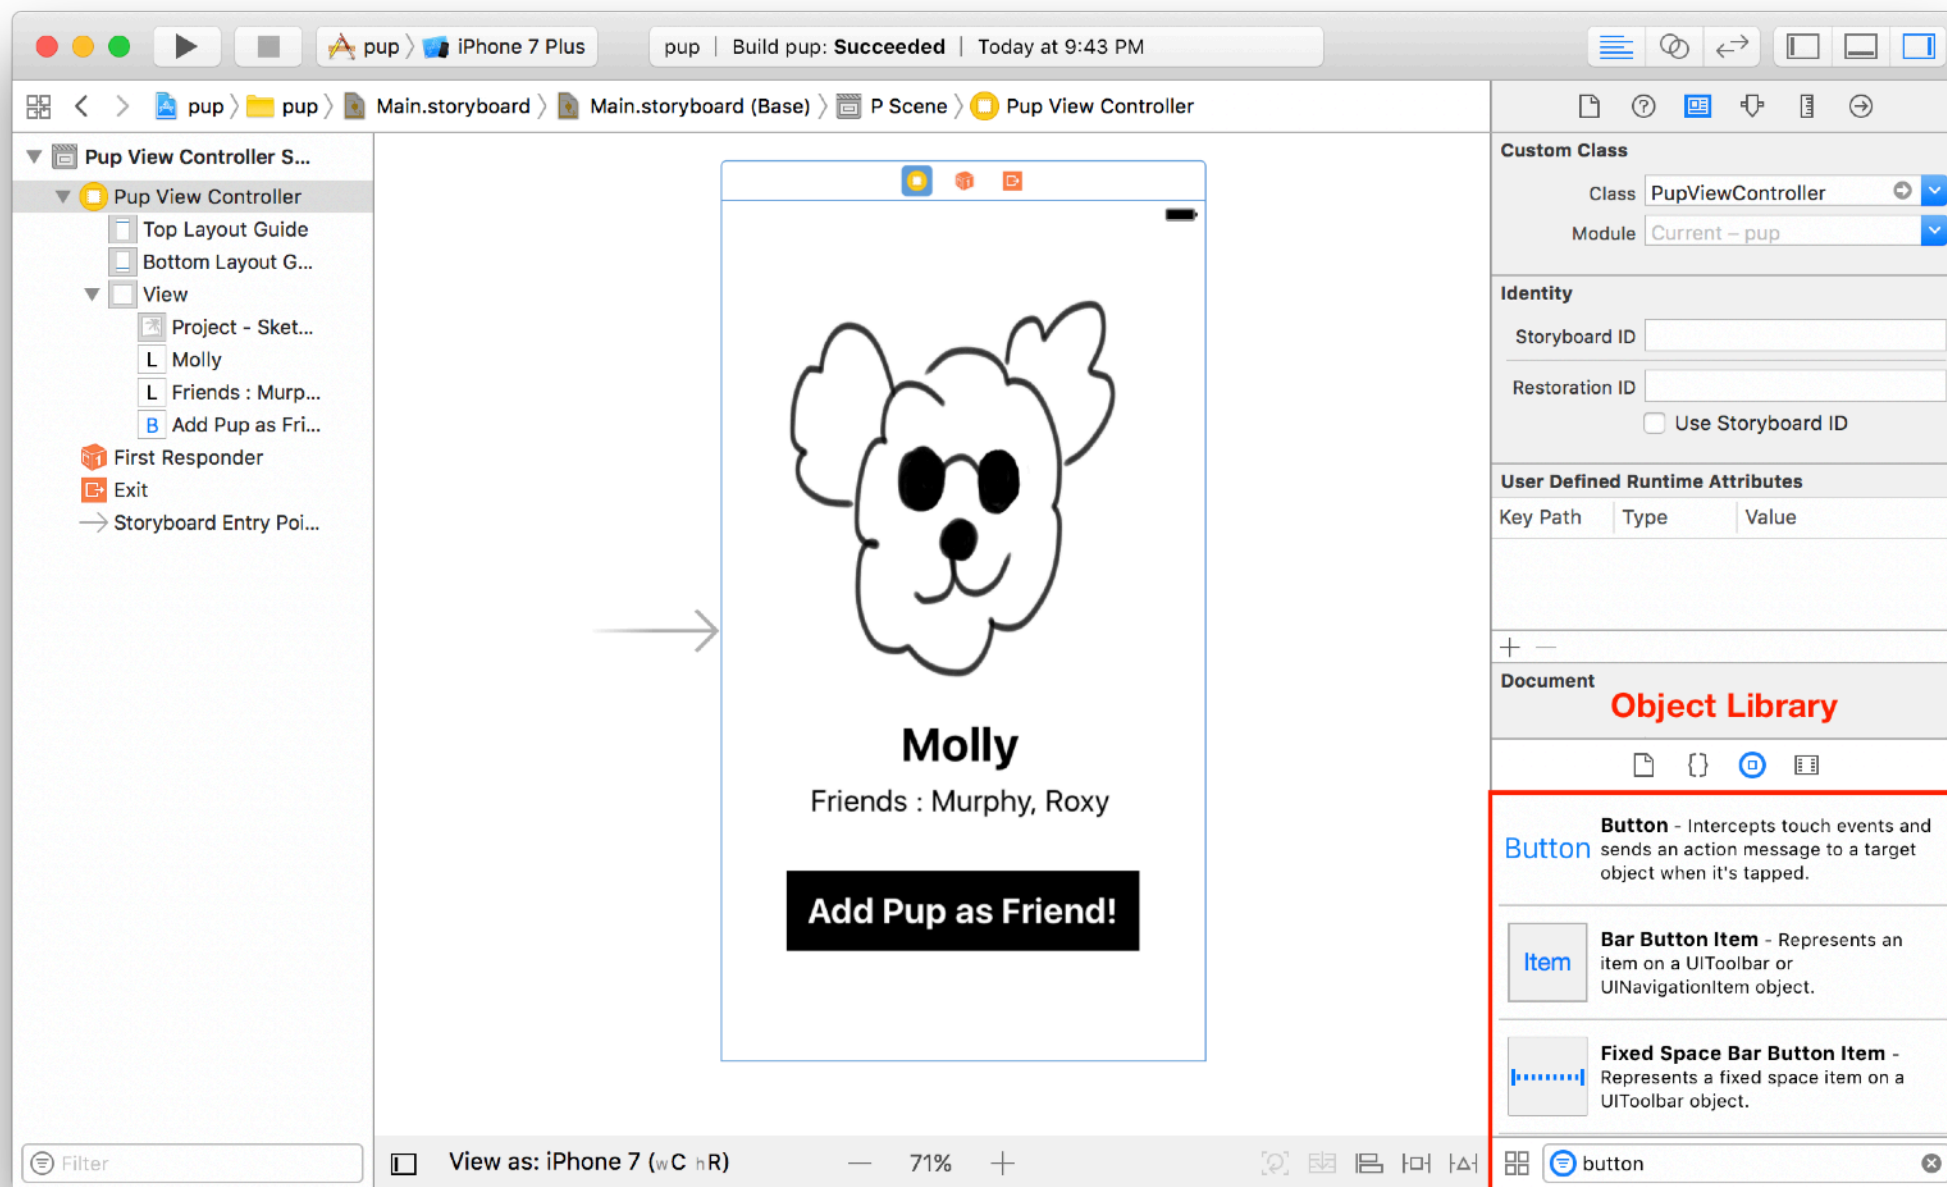 pup iPhone 7 Plus
pup | Build pup: Succeeded | Today at 9:43 PM
pup pup Main.storyboard Main.storyboard (Base) P Scene Pup View Controller
Pup View Controller S...
Pup View Controller
Top Layout Guide
Bottom Layout G...
View
Project - Sket...
L Molly
L Friends : Murp...
B Add Pup as Fri...
First Responder
Exit
Storyboard Entry Poi...
Filter
Molly
Friends : Murphy, Roxy
Add Pup as Friend!
View as: iPhone 7 (wC hR)
71%
Custom Class
Class PupViewController
Module Current – pup
Identity
Storyboard ID
Restoration ID
Use Storyboard ID
User Defined Runtime Attributes
Key Path Type Value
Document
Object Library
Button
Button - Intercepts touch events and
sends an action message to a target
object when it's tapped.
Item
Bar Button Item - Represents an
item on a UIToolbar or
UINavigationItem object.
Fixed Space Bar Button Item -
Represents a fixed space item on a
UIToolbar object.
button